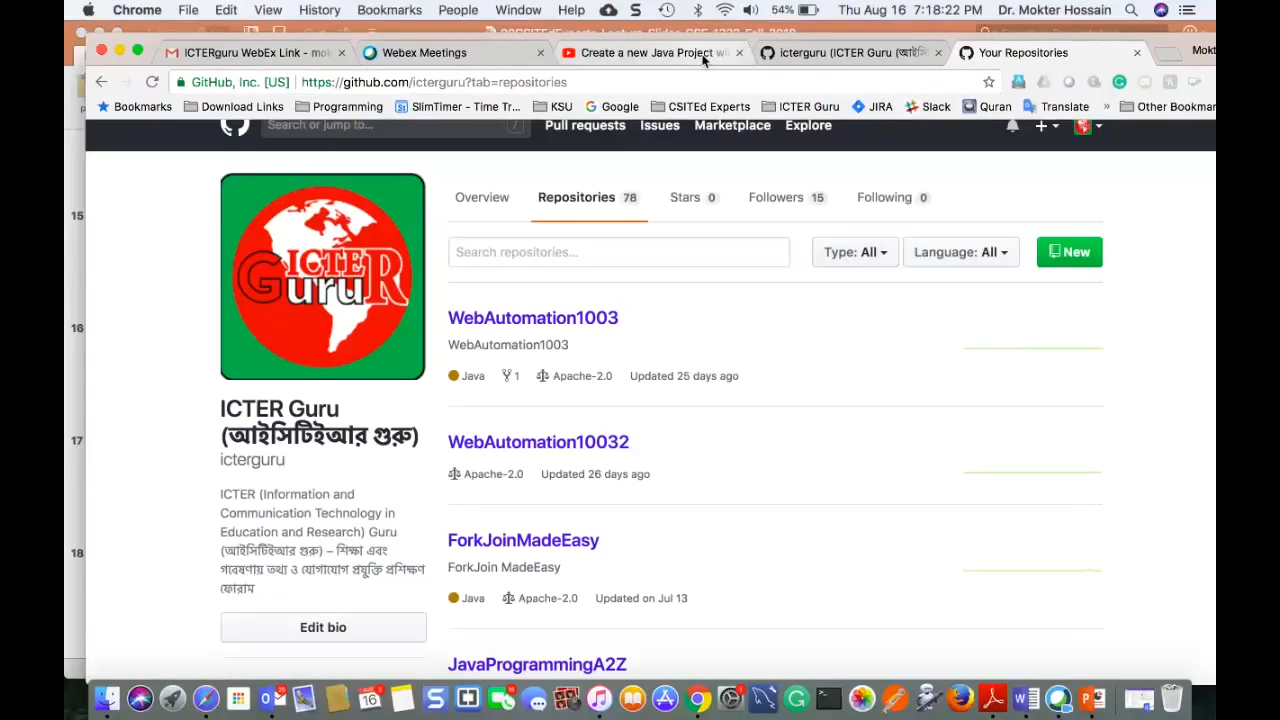 Chrome File Edit View History Bookmarks People Window Help 54% Thu Aug 16 7:18:22 PM Dr. Mokter Hossain
ICTERguru WebEx Link - mok
Webex Meetings
Create a new Java Project wi
icterguru (ICTER Guru (আইসি
Your Repositories
Mokt
GitHub, Inc. [US] https://github.com/icterguru?tab=repositories
Bookmarks Download Links Programming SlimTimer - Time Tr... KSU Google CSITEd Experts ICTER Guru JIRA Slack Quran Translate » Other Bookmar
Search or jump to... / Pull requests Issues Marketplace Explore
Overview Repositories 78 Stars 0 Followers 15 Following 0
Search repositories... Type: All Language: All New
ICTER
Guru
WebAutomation1003
WebAutomation1003
Java 1 Apache-2.0 Updated 25 days ago
WebAutomation10032
Apache-2.0 Updated 26 days ago
ForkJoinMadeEasy
ForkJoin MadeEasy
Java Apache-2.0 Updated on Jul 13
JavaProgrammingA2Z
ICTER Guru
(আইসিটিইআর গুরু)
icterguru
ICTER (Information and
Communication Technology in
Education and Research) Guru
(আইসিটিইআর গুরু) – শিক্ষা এবং
গবেষণায় তথ্য ও যোগাযোগ প্রযুক্তি প্রশিক্ষণ
ফোরাম
Edit bio
15
16
17
18